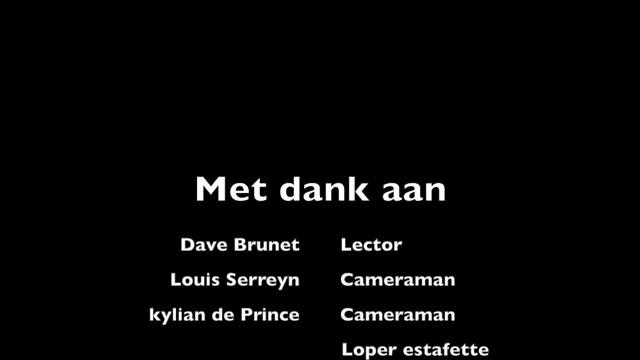 Met dank aan
Dave Brunet Lector
Louis Serreyn Cameraman
kylian de Prince Cameraman
Loper estafette